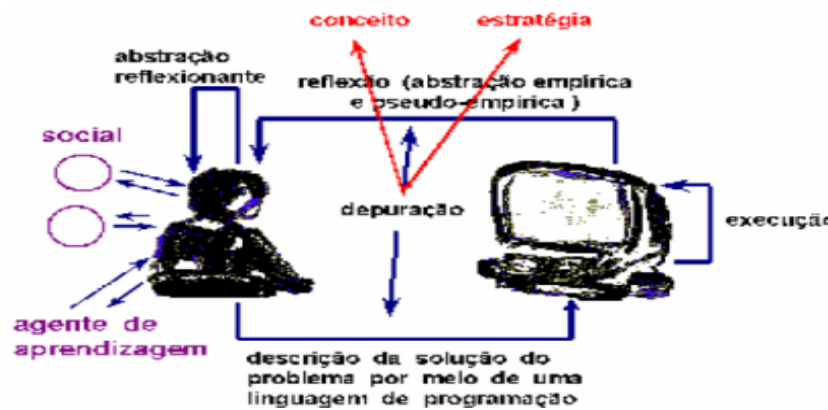 conceito
estratégia
abstração
reflexionante
reflexão (abstração empírica
e pseudo-empírica )
social
depuração
execução
agente de
aprendizagem
descrição da solução do
problema por meio de uma
linguagem de programação